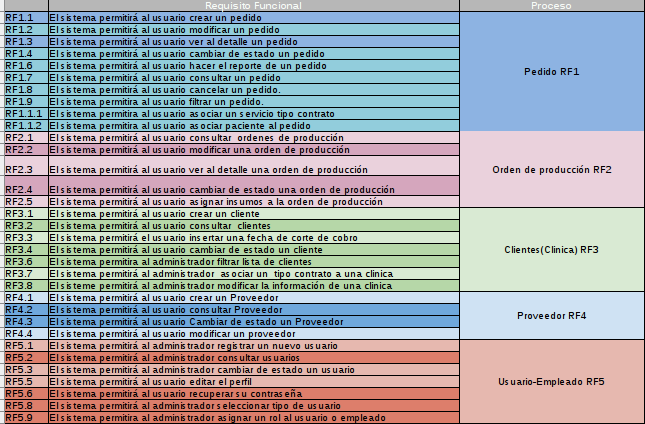 Requisito Funcional Proceso
RF1.1 El sistema permitirá al usuario crear un pedido
RF1.2 El sistema permitirá al usuario modificar un pedido
RF1.3 El sistema permitirá al usuario ver al detalle un pedido
RF1.4 El sistema permitirá al usuario cambiar de estado un pedido
RF1.6 El sistema permitirá al usuario hacer el reporte de un pedido
Pedido RF1
RF1.7 El sistema permitirá al usuario consultar un pedido
RF1.8 El sistema permitirá al usuario cancelar un pedido.
RF1.9 El sistema permitirá al usuario filtrar un pedido.
RF1.1.1 El sistema permitira al usuario asociar un servicio tipo contrato
RF1.1.2 El sistema permitirá al usuario asociar paciente al pedido
RF2.1 El sistema permitirá al usuario consultar ordenes de producción
RF2.2 El sistema permitirá al usuario modificar una orden de producción
RF2.3 El sistema permitirá al usuario ver al detalle una orden de producción
Orden de producción RF2
RF2.4 El sistema permitirá al usuario cambiar de estado una orden de producción
RF2.5 El sistema permitirá al usuario asignar insumos a la orden de producción
RF3.1 El sistema permitirá al usuario crear un cliente
RF3.2 El sistema permitirá al usuario consultar clientes
RF3.3 El sistema permitirá el usuario insertar una fecha de corte de cobro
RF3.4 El sistema permitirá al usuario cambiar de estado un cliente
Clientes(Clinica) RF3
RF3.6 El sistema permitira al administrador filtrar lista de clientes
RF3.7 El sistema permitirá al administrador asociar un tipo contrato a una clinica
RF3.8 El sistema permitirá al administrador modificar la información de una clinica
RF4.1 El sistema permitirá al usuario crear un Proveedor
RF4.2 El sistema permitirá al usuario consultar Proveedor
Proveedor RF4
RF4.3 El sistema permitirá al usuario Cambiar de estado un Proveedor
RF4.4 El sistema permitirá al usuario modificar un proveedor
RF5.1 El sistema permitirá al administrador registrar un nuevo usuario
RF5.2 El sistema permitirá al administrador consultar usuarios
RF5.3 El sistema permitirá al administrador cambiar de estado un usuario
RF5.5 El sistema permitirá al usuario editar el perfil
Usuario-Empleado RF5
RF5.6 El sistema permitirá al usuario recuperar su contraseña
RF5.8 El sistema permitirá al administrador seleccionar tipo de usuario
RF5.9 El sistema permitirá al administrador asignar un rol al usuario o empleado